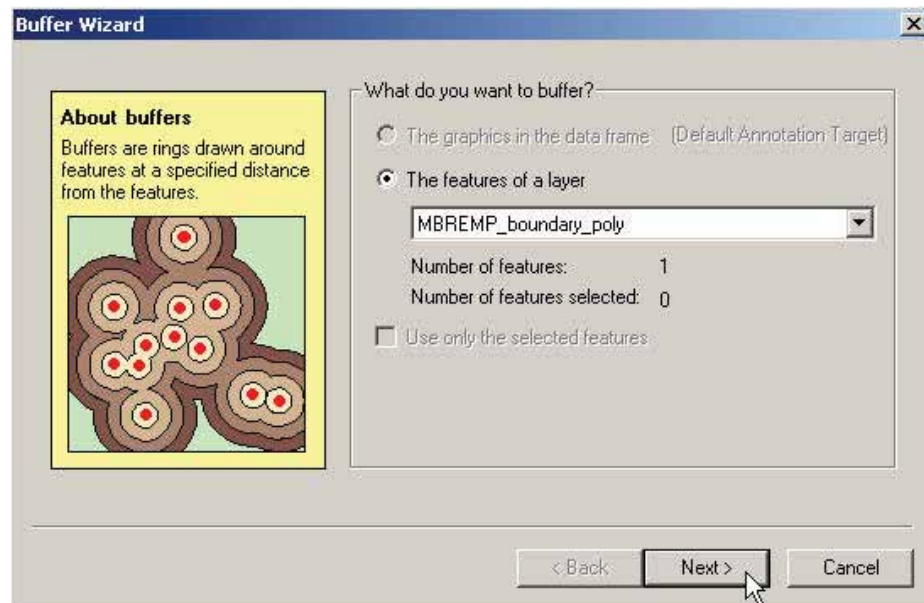 Buffer Wizard
About buffers
Buffers are rings drawn around
features at a specified distance
from the features.
What do you want to buffer?
The graphics in the data frame (Default Annotation Target)
The features of a layer
MBREMP_boundary_poly
Number of features: 1
Number of features selected: 0
Use only the selected features
< Back Next > Cancel